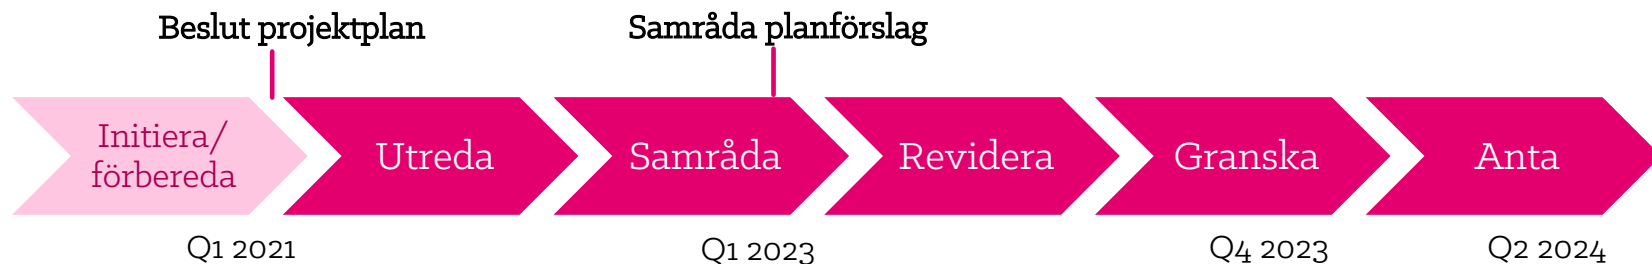 Beslut projektplan
Samråda planförslag
Initiera/
förbereda
Utreda
Samråda
Revidera
Granska
Anta
Q1 2021
Q1 2023
Q4 2023
Q2 2024